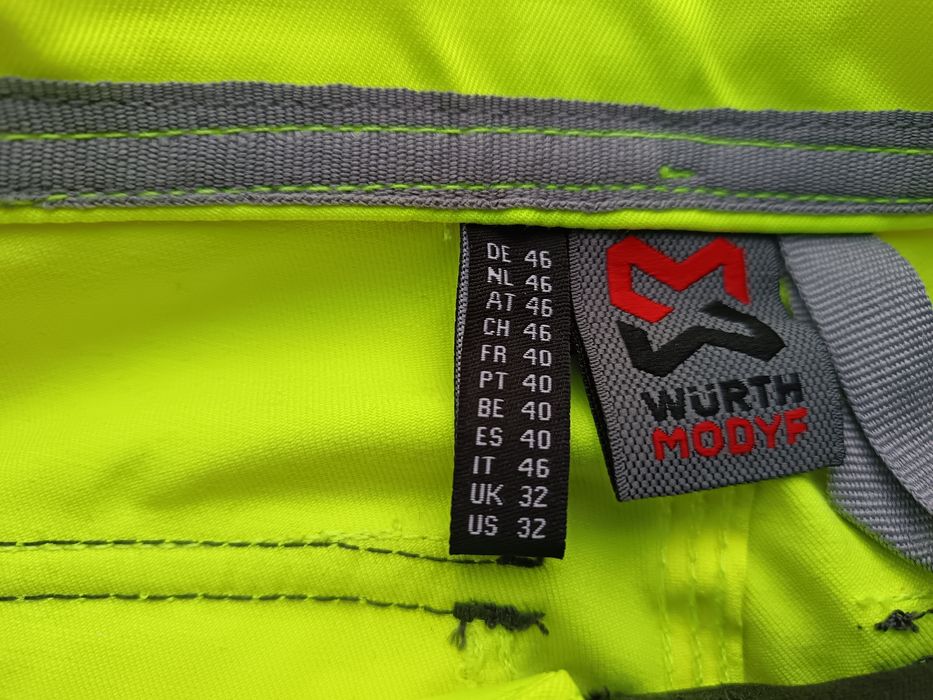 DE 46
NL 46
AT 46
CH 46
FR 40
PT 40
BE 40
ES 40
IT 46
UK 32
US 32
WÜRTH
MODYF